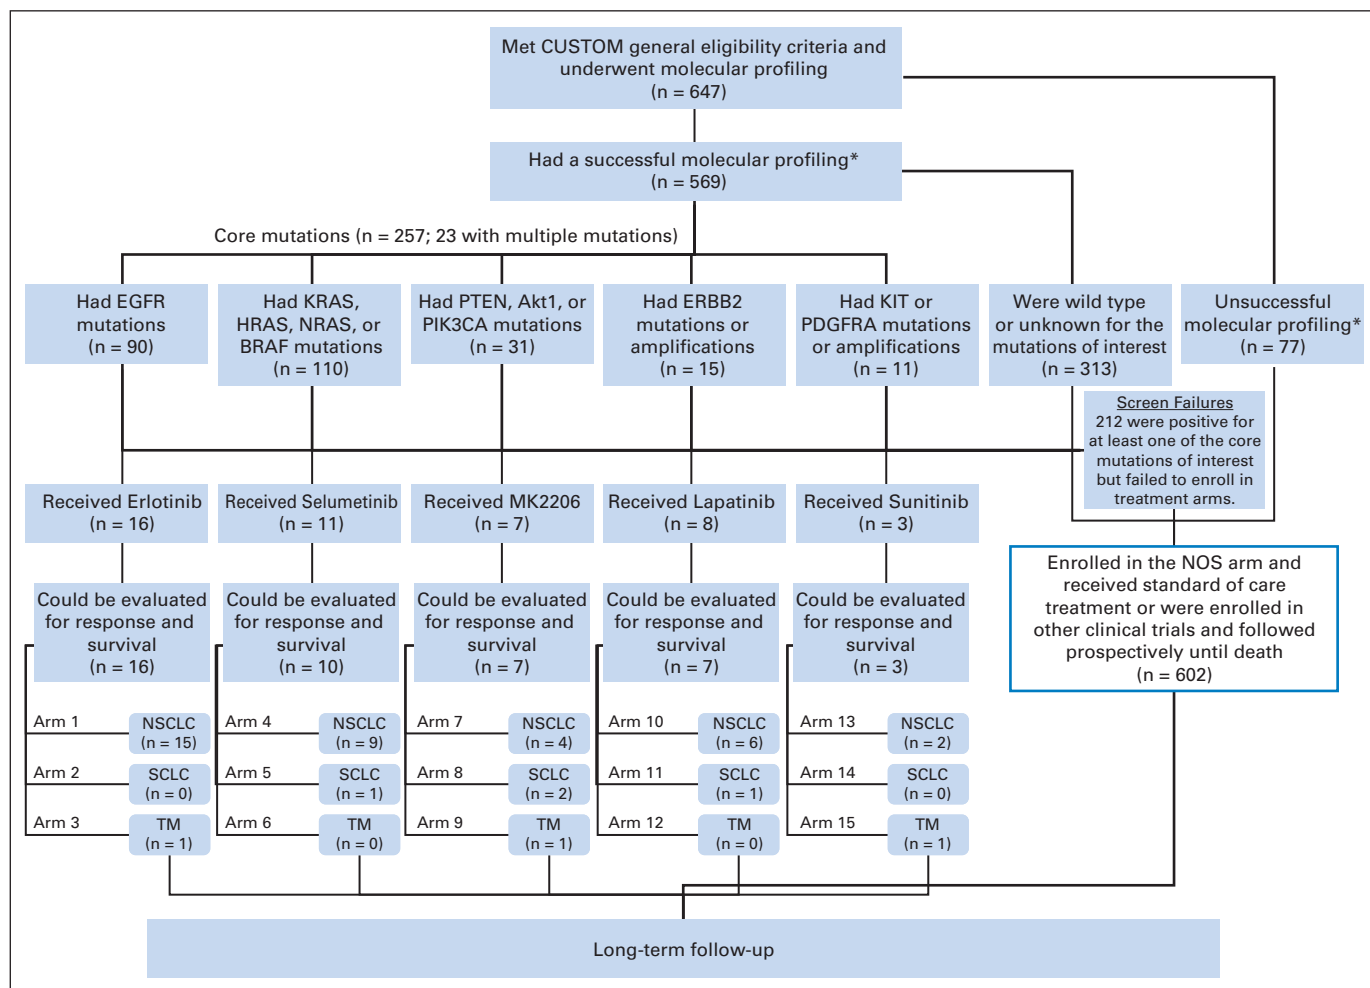 Met CUSTOM general eligibility criteria and
underwent molecular profiling
(n = 647)
Had a successful molecular profiling*
(n = 569)
Core mutations (n = 257; 23 with multiple mutations)
Had EGFR
mutations
(n = 90)
Had KRAS,
HRAS, NRAS, or
BRAF mutations
(n = 110)
Had PTEN, Akt1, or
PIK3CA mutations
(n = 31)
Had ERBB2
mutations or
amplifications
(n = 15)
Had KIT or
PDGFRA mutations
or amplifications
(n = 11)
Were wild type
or unknown for the
mutations of interest
(n = 313)
Unsuccessful
molecular profiling*
(n = 77)
Screen Failures
212 were positive for
at least one of the core
mutations of interest
but failed to enroll in
treatment arms.
Received Erlotinib
(n = 16)
Received Selumetinib
(n = 11)
Received MK2206
(n = 7)
Received Lapatinib
(n = 8)
Received Sunitinib
(n = 3)
Enrolled in the NOS arm and
received standard of care
treatment or were enrolled in
other clinical trials and followed
prospectively until death
(n = 602)
Could be evaluated
for response and
survival
(n = 16)
Could be evaluated
for response and
survival
(n = 10)
Could be evaluated
for response and
survival
(n = 7)
Could be evaluated
for response and
survival
(n = 7)
Could be evaluated
for response and
survival
(n = 3)
Arm 1
NSCLC
(n = 15)
Arm 2
SCLC
(n = 0)
Arm 3
TM
(n = 1)
Arm 4
NSCLC
(n = 9)
Arm 5
SCLC
(n = 1)
Arm 6
TM
(n = 0)
Arm 7
NSCLC
(n = 4)
Arm 8
SCLC
(n = 2)
Arm 9
TM
(n = 1)
Arm 10
NSCLC
(n = 6)
Arm 11
SCLC
(n = 1)
Arm 12
TM
(n = 0)
Arm 13
NSCLC
(n = 2)
Arm 14
SCLC
(n = 0)
Arm 15
TM
(n = 1)
Long-term follow-up